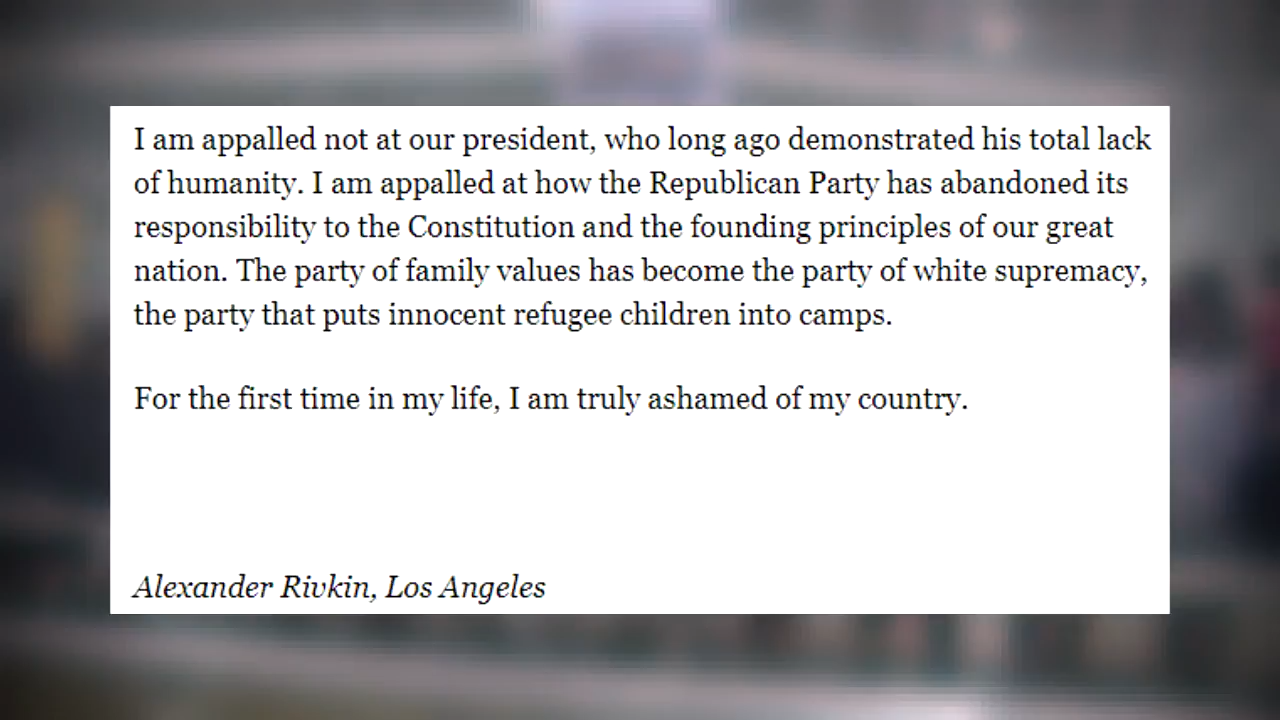 I am appalled not at our president, who long ago demonstrated his total lack
of humanity. I am appalled at how the Republican Party has abandoned its
responsibility to the Constitution and the founding principles of our great
nation. The party of family values has become the party of white supremacy,
the party that puts innocent refugee children into camps.
For the first time in my life, I am truly ashamed of my country.
Alexander Rivkin, Los Angeles